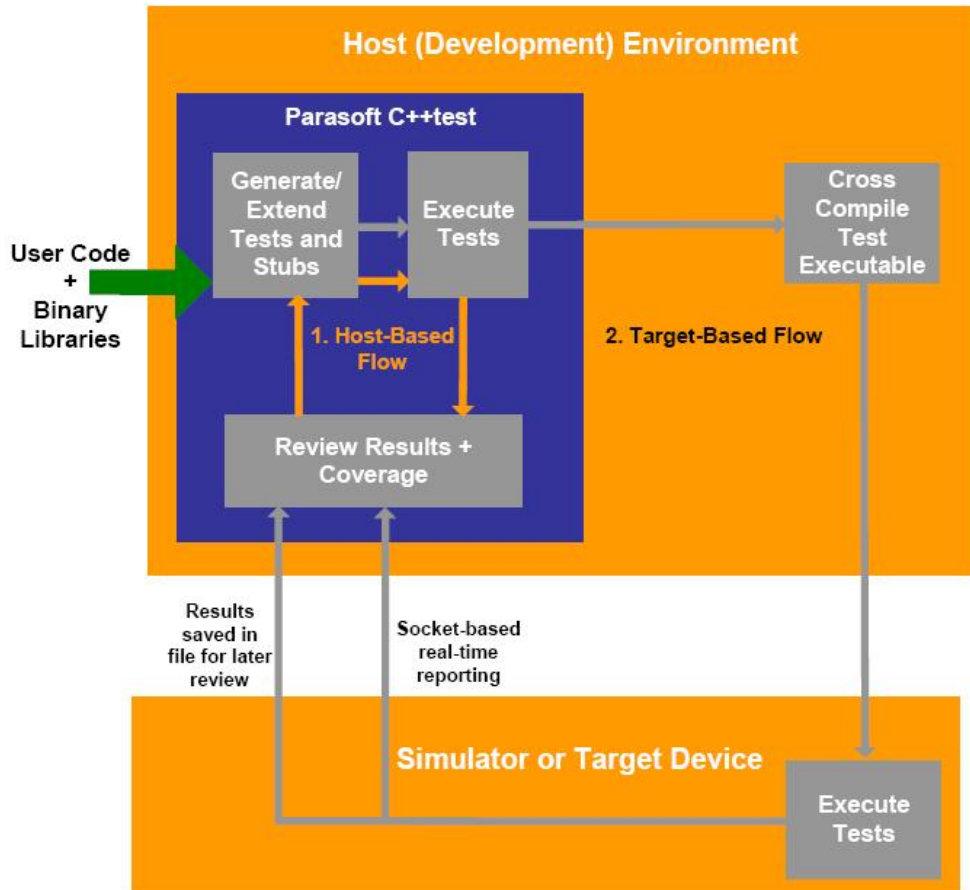 Host (Development) Environment
Parasoft C++test
Generate/
Extend
Tests and
Stubs
Execute
Tests
Cross
Compile
Test
Executable
User Code
+
Binary
Libraries
1. Host-Based
Flow
2. Target-Based Flow
Review Results +
Coverage
Results
saved in
file for later
review
Socket-based
real-time
reporting
Simulator or Target Device
Execute
Tests